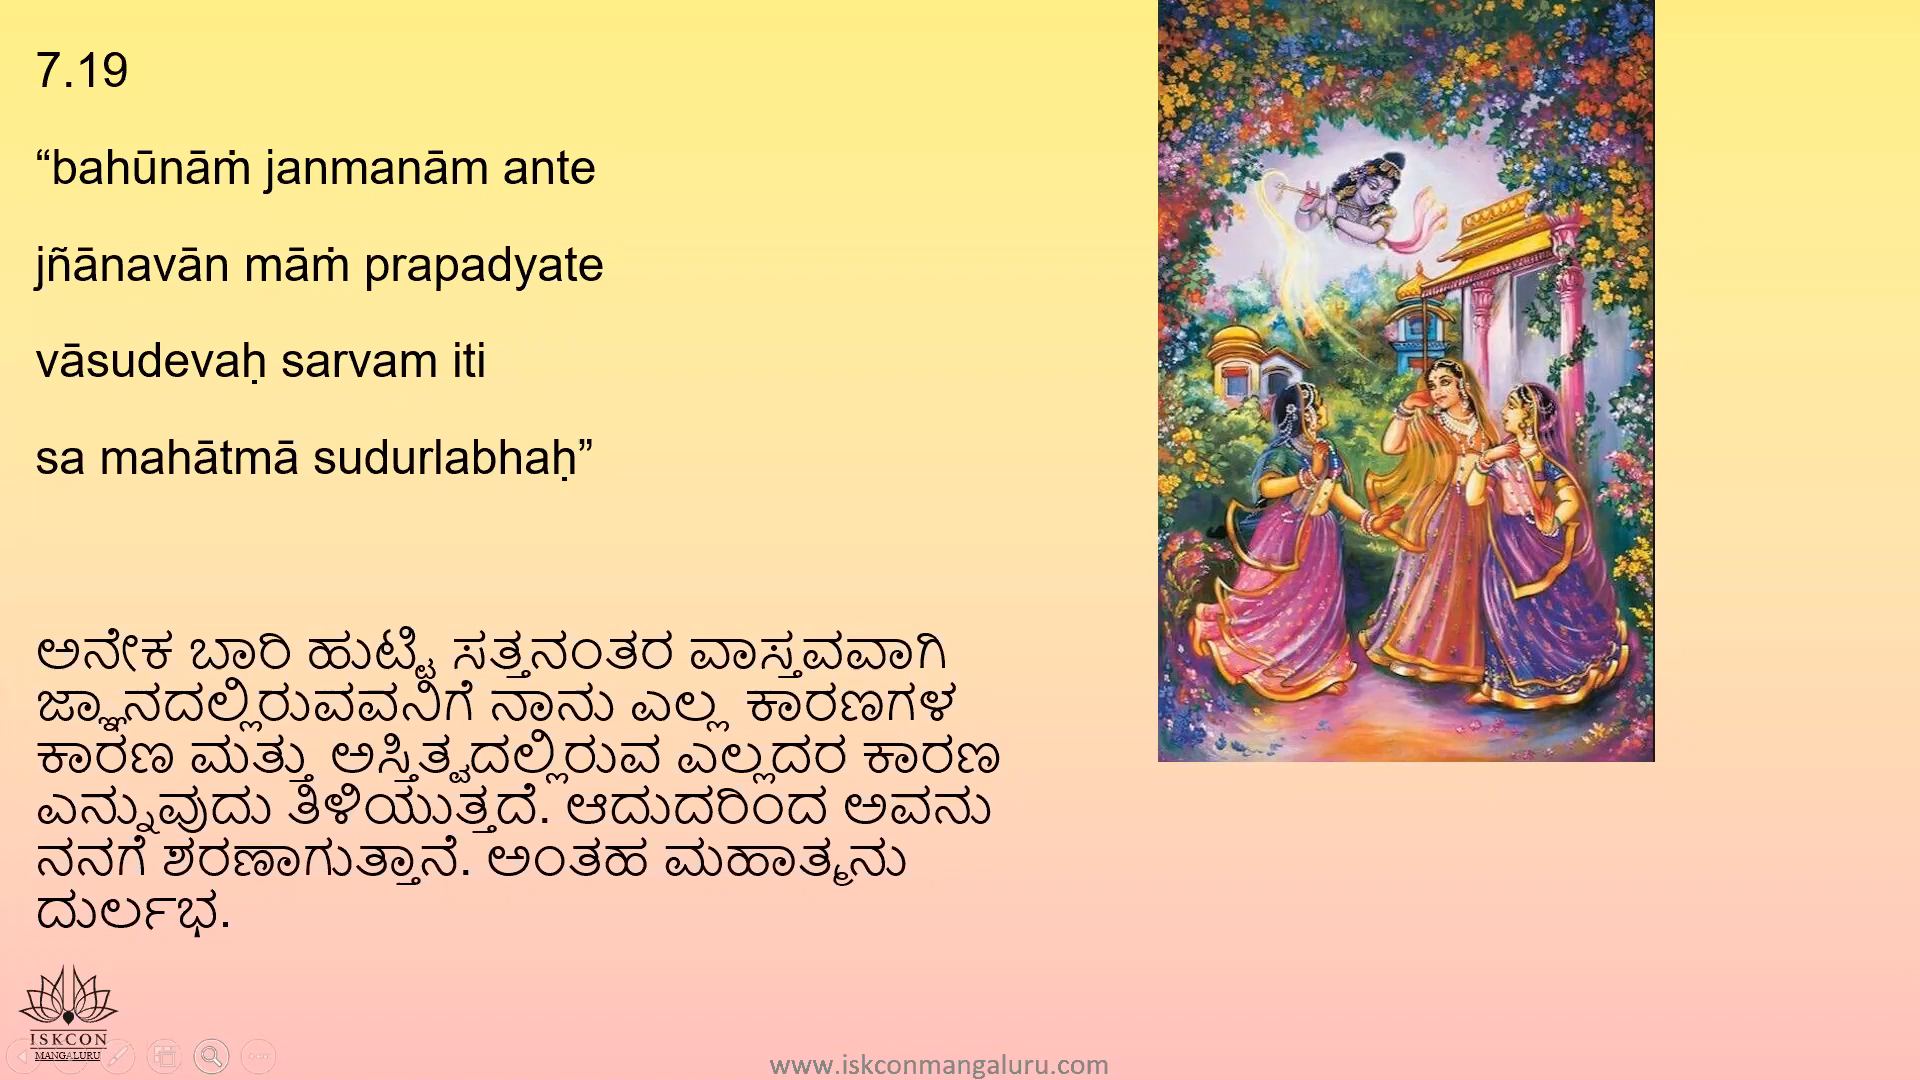 7.19
“bahūnāṁ janmanām ante
jñānavān māṁ prapadyate
vāsudevaḥ sarvam iti
sa mahātmā sudurlabhaḥ”
ಅನೇಕ ಬಾರಿ ಹುಟ್ಟಿ ಸತ್ತನಂತರ ವಾಸ್ತವವಾಗಿ
ಜ್ಞಾನದಲ್ಲಿರುವವನಿಗೆ ನಾನು ಎಲ್ಲ ಕಾರಣಗಳ
ಕಾರಣ ಮತ್ತು ಅಸ್ತಿತ್ವದಲ್ಲಿರುವ ಎಲ್ಲದರ ಕಾರಣ
ಎನ್ನುವುದು ತಿಳಿಯುತ್ತದೆ. ಆದುದರಿಂದ ಅವನು
ನನಗೆ ಶರಣಾಗುತ್ತಾನೆ. ಅಂತಹ ಮಹಾತ್ಮನು
ದುರ್ಲಭ.
ISKCON
MANGALURU
www.iskconmangaluru.com